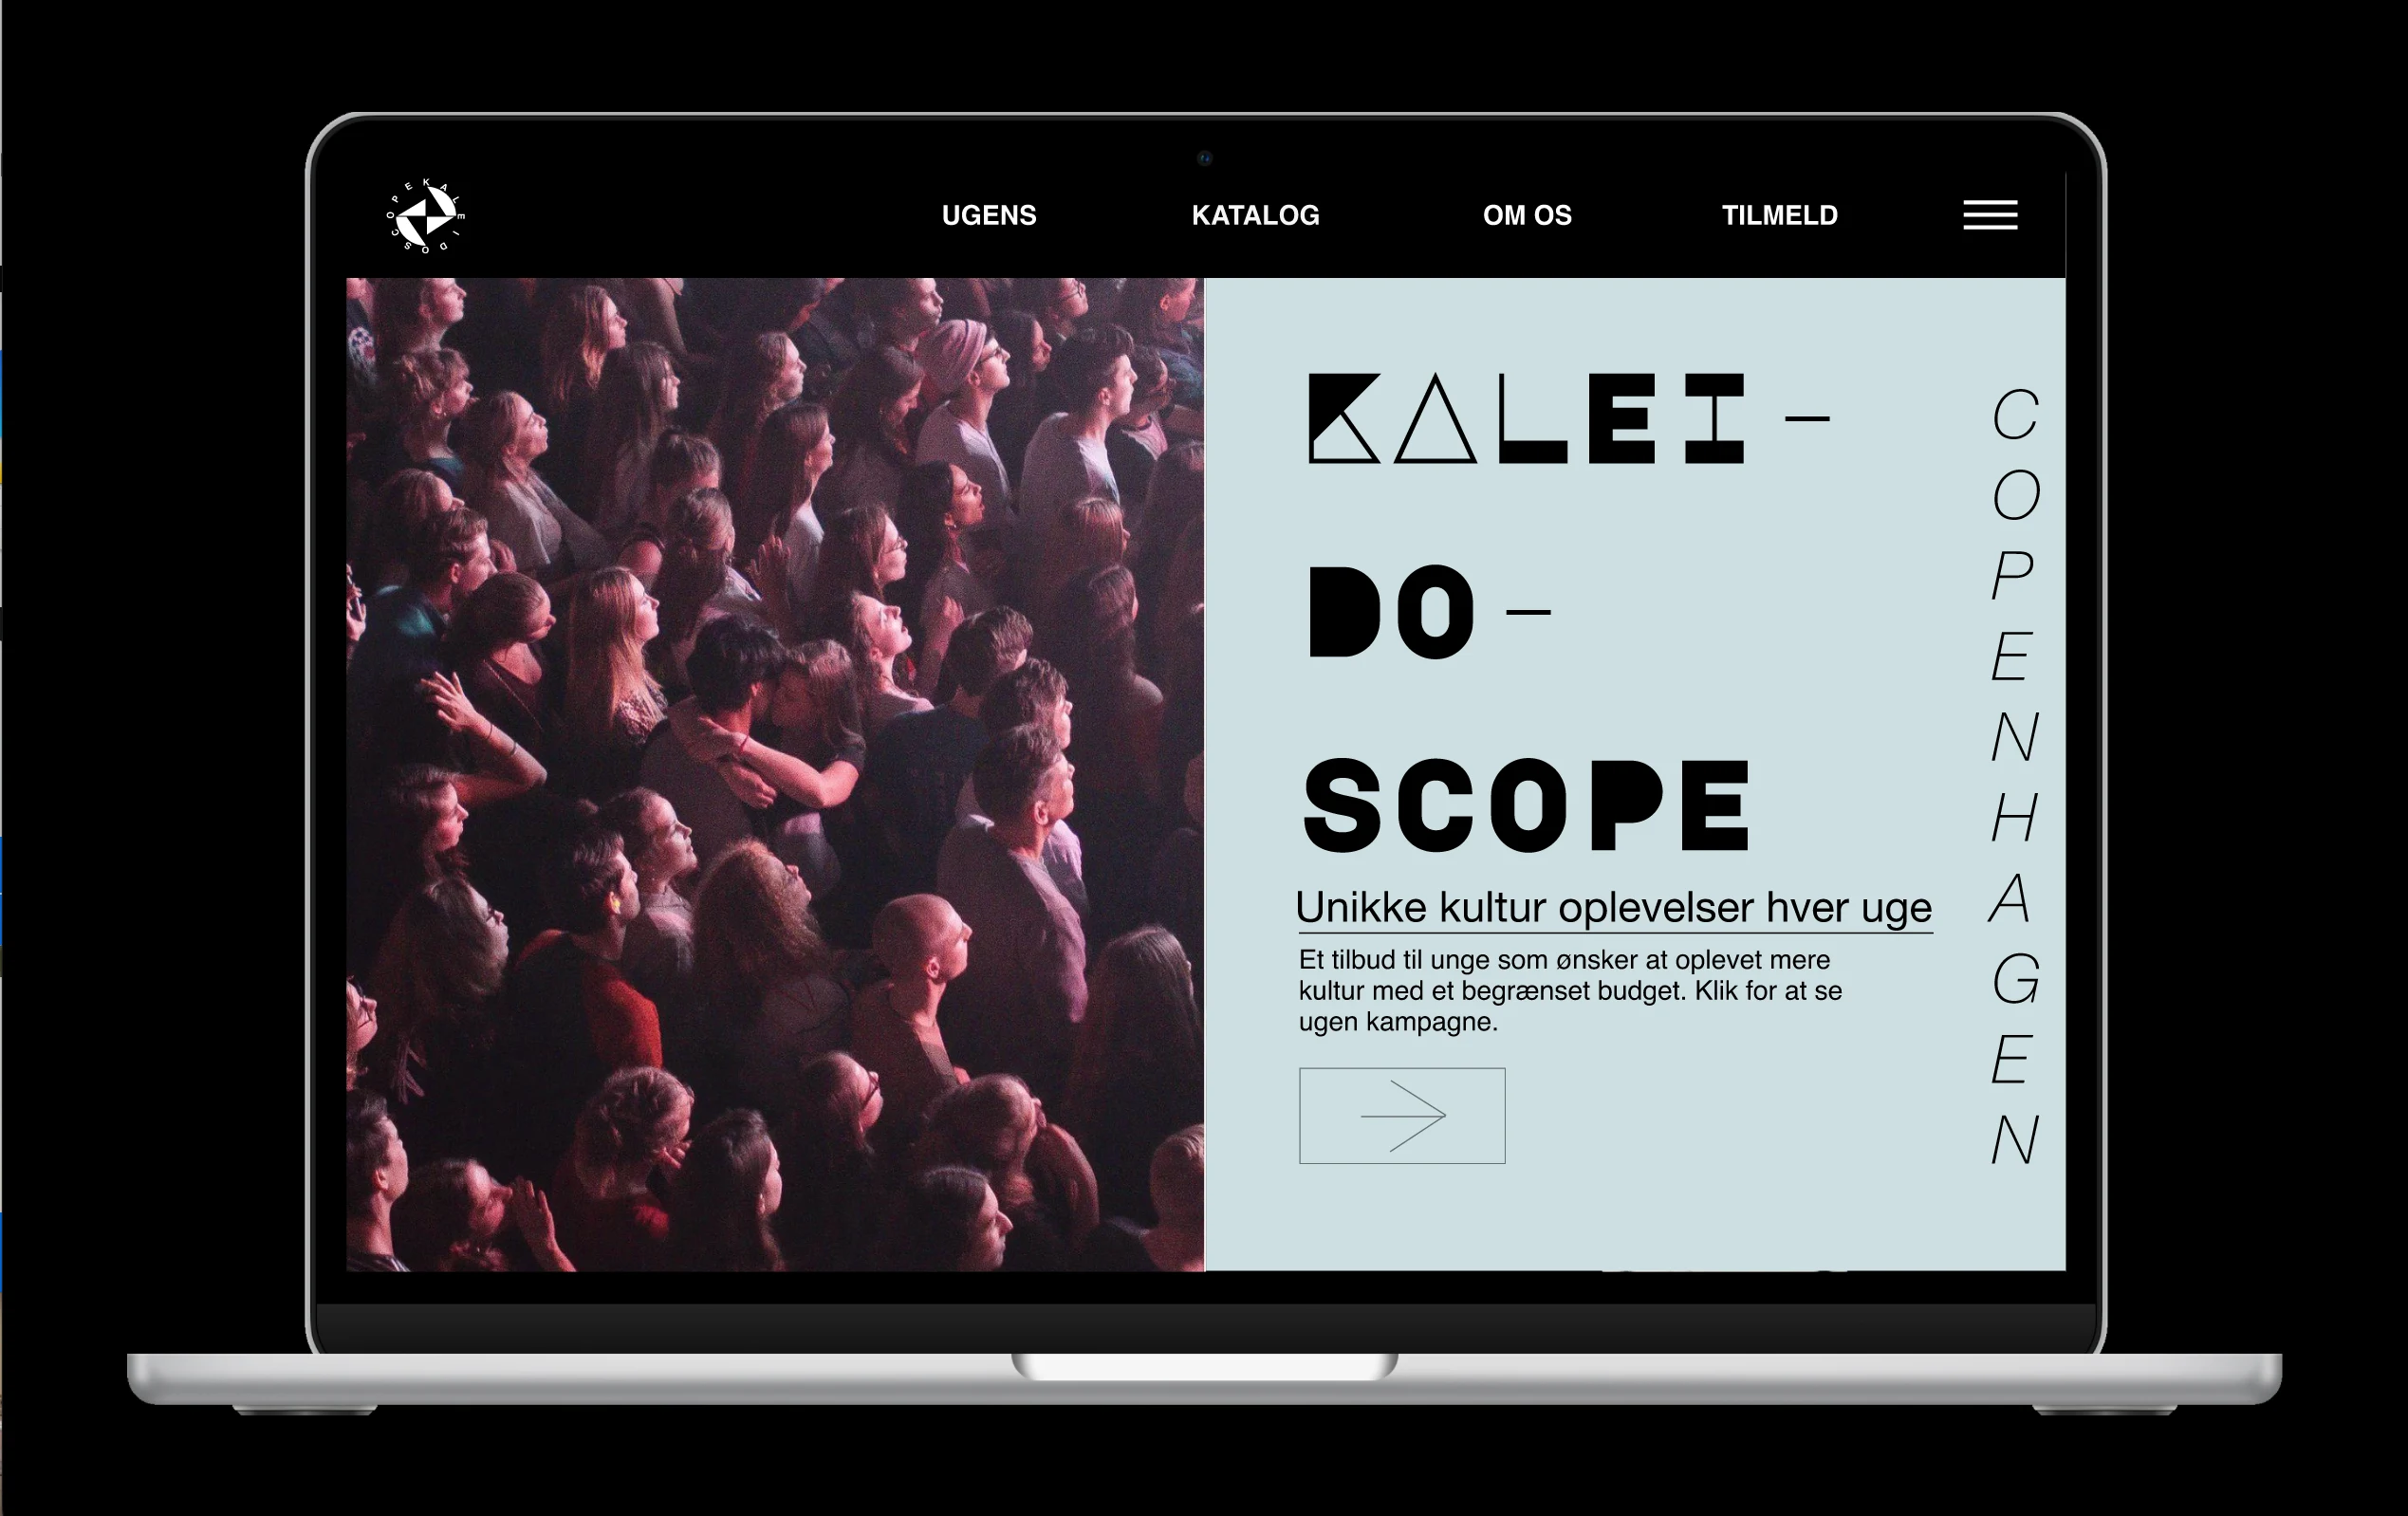 KALEIDOSCOPE
UGENS
KATALOG
OM OS
TILMELD
KALEI-
DO-
SCOPE
COPENHAGEN
Unikke kultur oplevelser hver uge
Et tilbud til unge som ønsker at oplevet mere
kultur med et begrænset budget. Klik for at se
ugen kampagne.